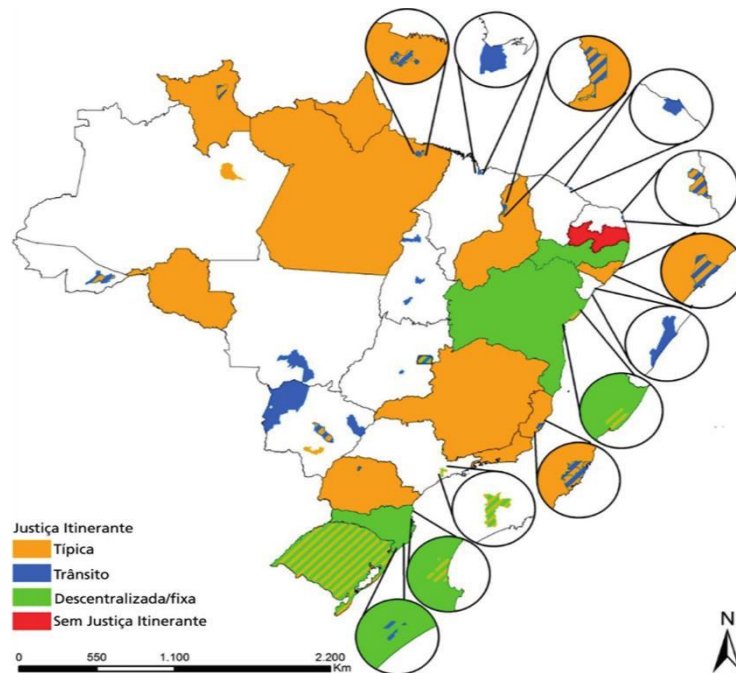 Justiça Itinerante
Típica
Trânsito
Descentralizada/fixa
Sem Justiça Itinerante
0 550 1.100 2.200
Km
N